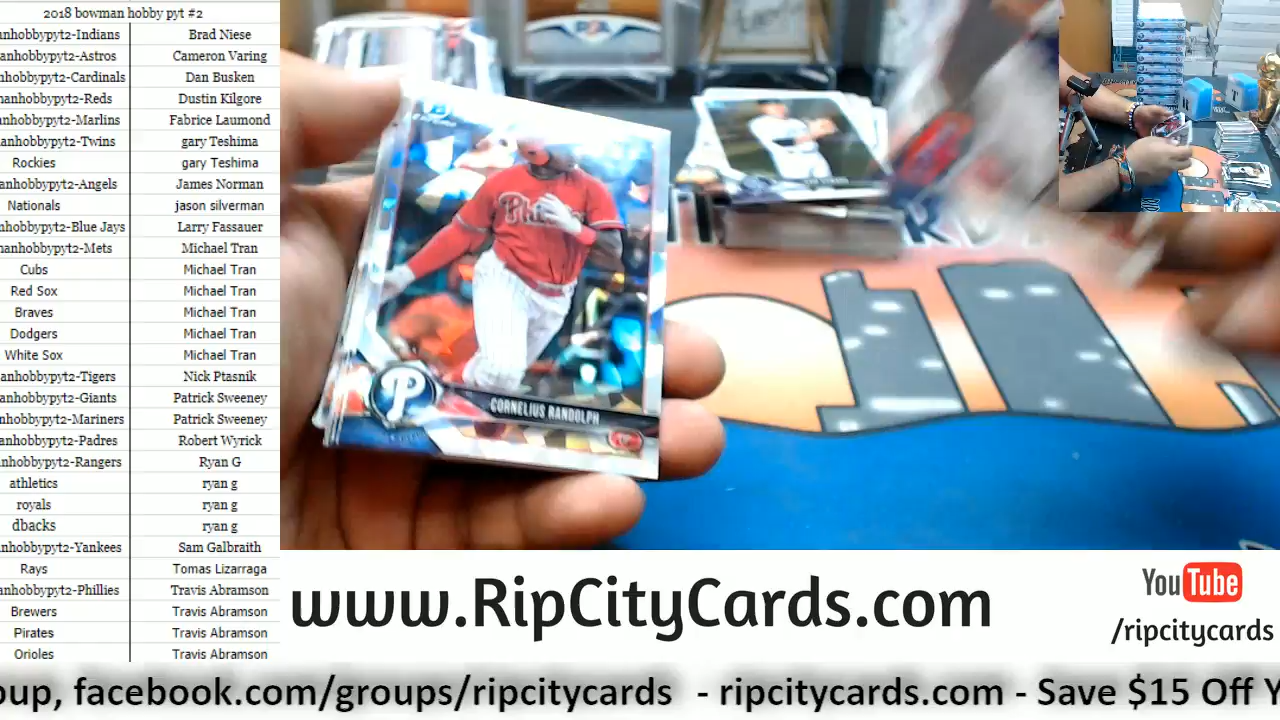 2018 bowman hobby pyt #2
nhobbypyt2-Indians Brad Niese
nhobbypyt2-Astros Cameron Varing
nhobbypyt2-Cardinals Dan Busken
manhobbypyt2-Reds Dustin Kilgore
anhobbypyt2-Marlins Fabrice Laumond
anhobbypyt2-Twins gary Teshima
Rockies gary Teshima
anhobbypyt2-Angels James Norman
Nationals jason silverman
nhobbypyt2-Blue Jays Larry Fassauer
manhobbypyt2-Mets Michael Tran
Cubs Michael Tran
Red Sox Michael Tran
Braves Michael Tran
Dodgers Michael Tran
White Sox Michael Tran
anhobbypyt2-Tigers Nick Ptasnik
anhobbypyt2-Giants Patrick Sweeney
nhobbypyt2-Mariners Patrick Sweeney
anhobbypyt2-Padres Robert Wyrick
nhobbypyt2-Rangers Ryan G
athletics ryan g
royals ryan g
dbacks ryan g
nhobbypyt2-Yankees Sam Galbraith
Rays Tomas Lizarraga
anhobbypyt2-Phillies Travis Abramson
Brewers Travis Abramson
Pirates Travis Abramson
Orioles Travis Abramson
Phillies
P
CORNELIUS RANDOLPH
www.RipCityCards.com
YouTube
/ripcitycards
oup, facebook.com/groups/ripcitycards - ripcitycards.com - Save $15 Off Y